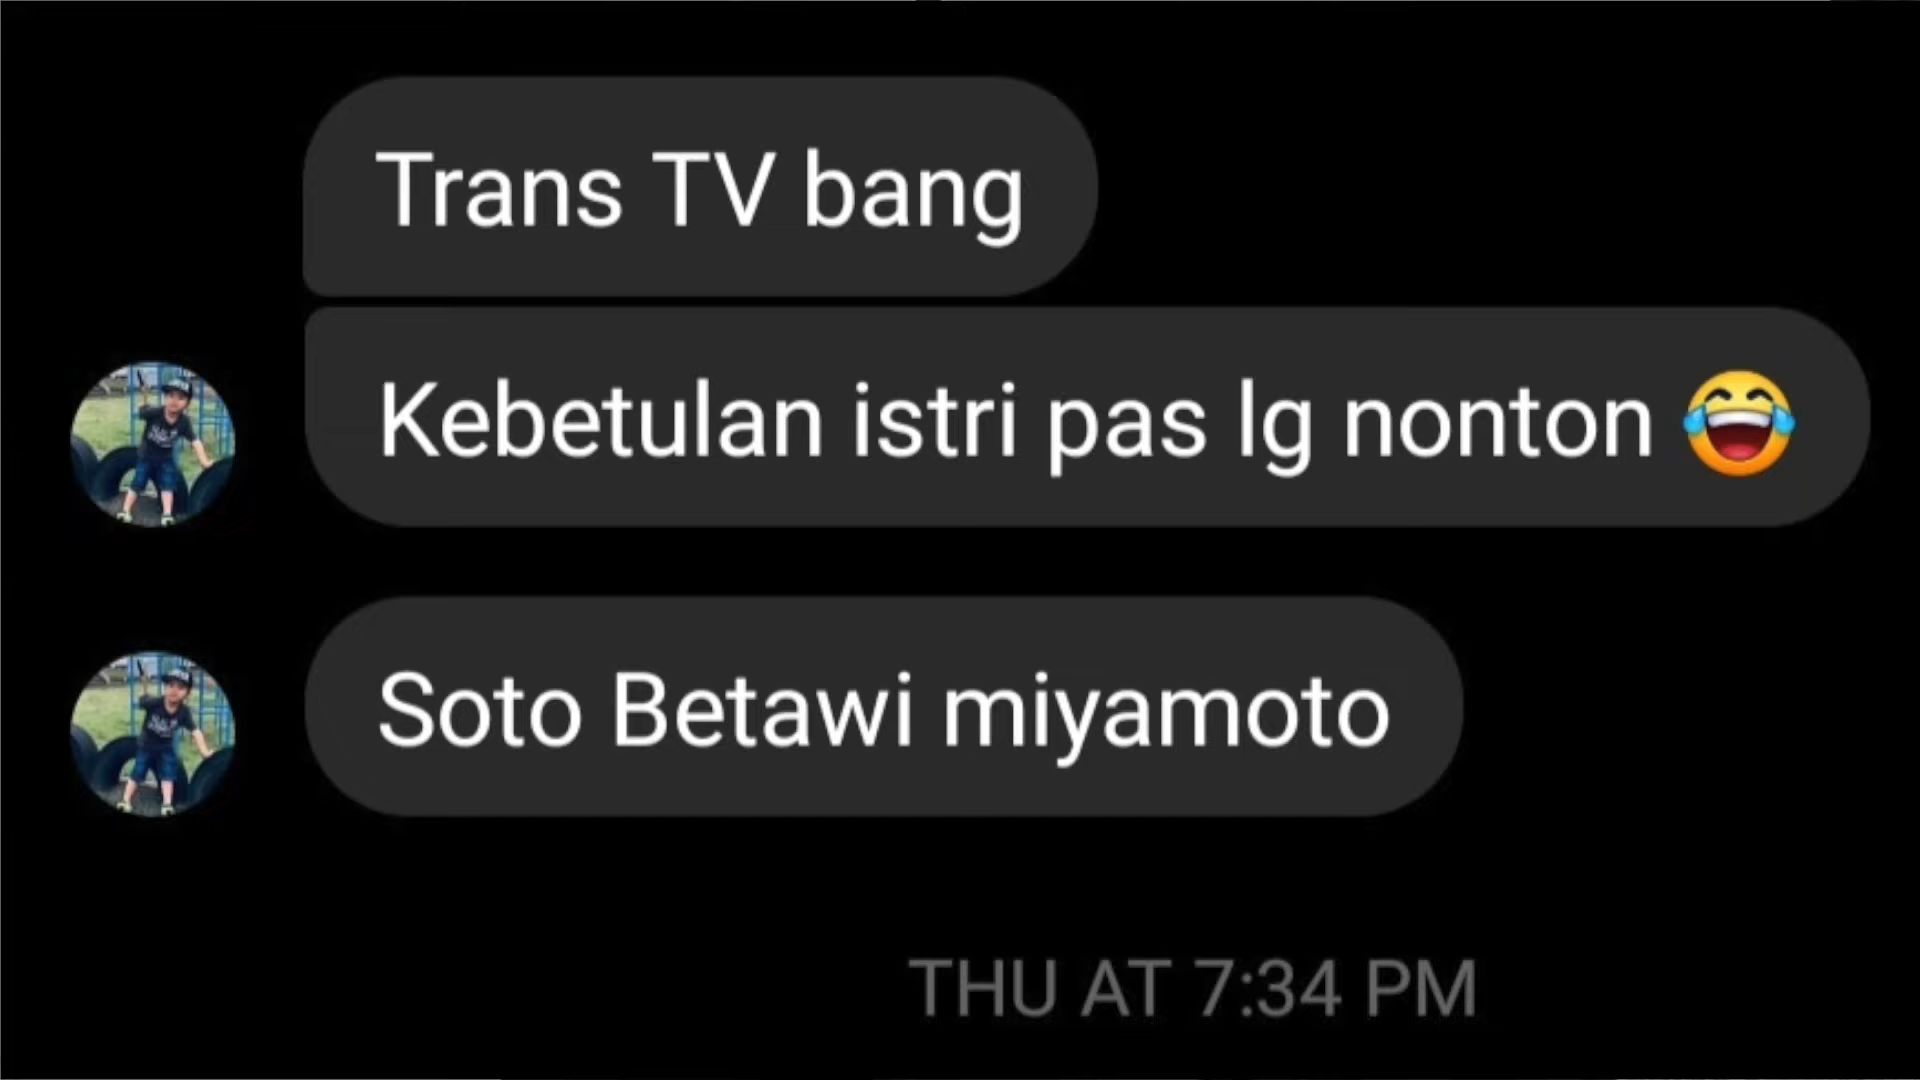 Trans TV bang
Kebetulan istri pas lg nonton 😂
Soto Betawi miyamoto
THU AT 7:34 PM